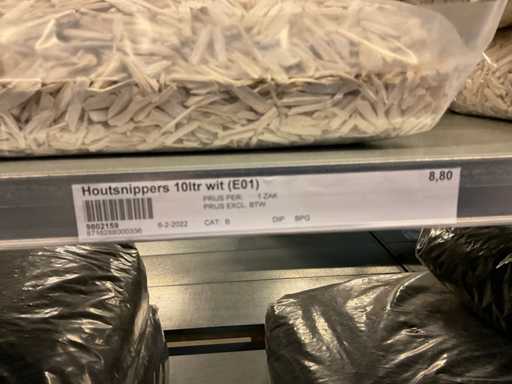 Houtsnippers 10ltr wit (E01)
8,80
PRIJS PER: 1 ZAK
PRIJS EXCL. BTW
9802159
8716268000336
6-2-2022 CAT: B DIP BPG